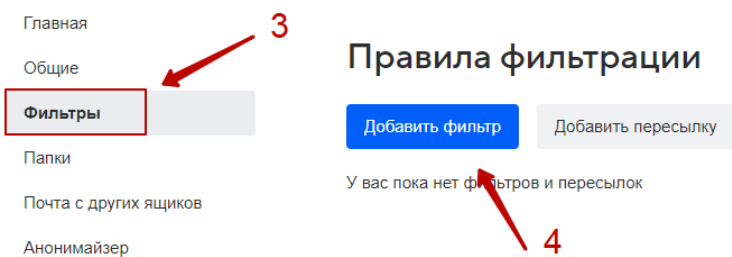 Главная
Общие
Фильтры
Папки
Почта с других ящиков
Анонимайзер
3
Правила фильтрации
Добавить фильтр
Добавить пересылку
У вас пока нет фильтров и пересылок
4